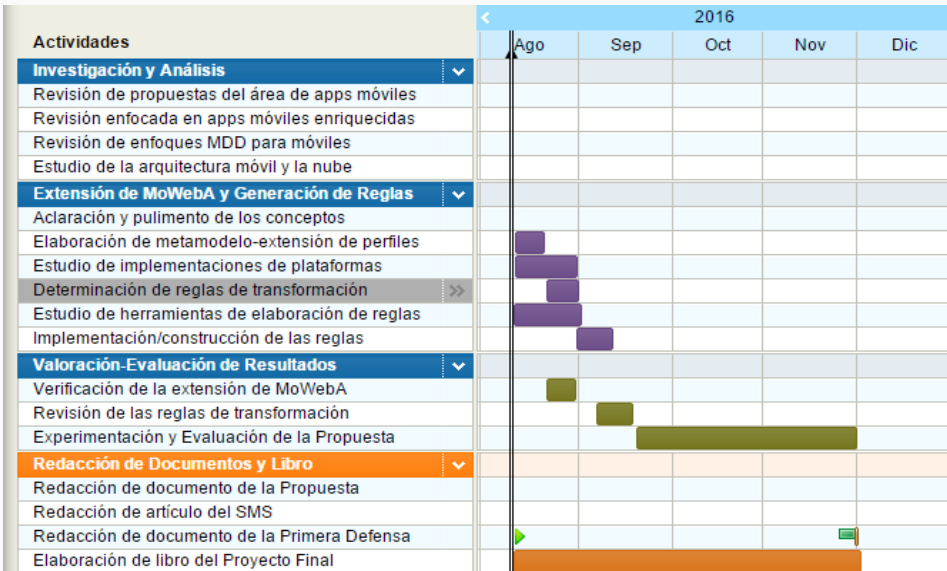 2016
Actividades
Ago Sep Oct Nov Dic
Investigación y Análisis
Revisión de propuestas del área de apps móviles
Revisión enfocada en apps móviles enriquecidas
Revisión de enfoques MDD para móviles
Estudio de la arquitectura móvil y la nube
Extensión de MoWebA y Generación de Reglas
Aclaración y pulimento de los conceptos
Elaboración de metamodelo-extensión de perfiles
Estudio de implementaciones de plataformas
Determinación de reglas de transformación
Estudio de herramientas de elaboración de reglas
Implementación/construcción de las reglas
Valoración-Evaluación de Resultados
Verificación de la extensión de MoWebA
Revisión de las reglas de transformación
Experimentación y Evaluación de la Propuesta
Redacción de Documentos y Libro
Redacción de documento de la Propuesta
Redacción de artículo del SMS
Redacción de documento de la Primera Defensa
Elaboración de libro del Proyecto Final